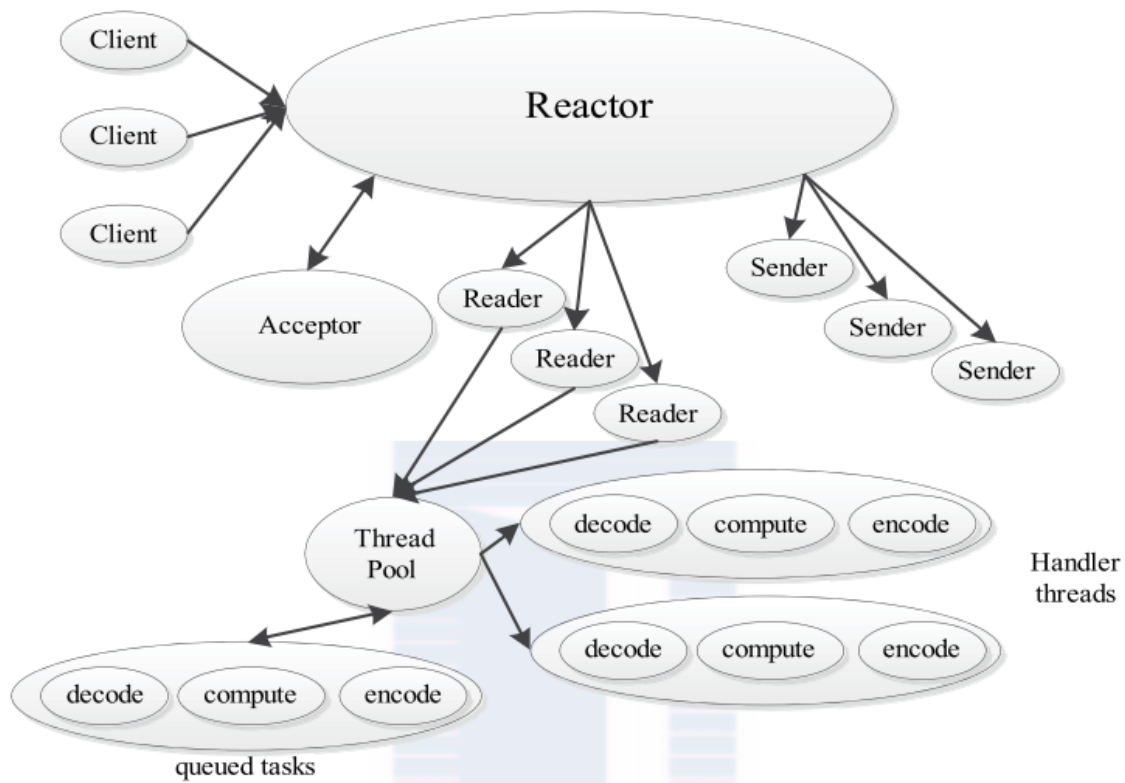 Client
Client
Client
Reactor
Acceptor
Reader
Reader
Reader
Sender
Sender
Sender
Thread
Pool
decode compute encode
decode compute encode
Handler
threads
decode compute encode
queued tasks